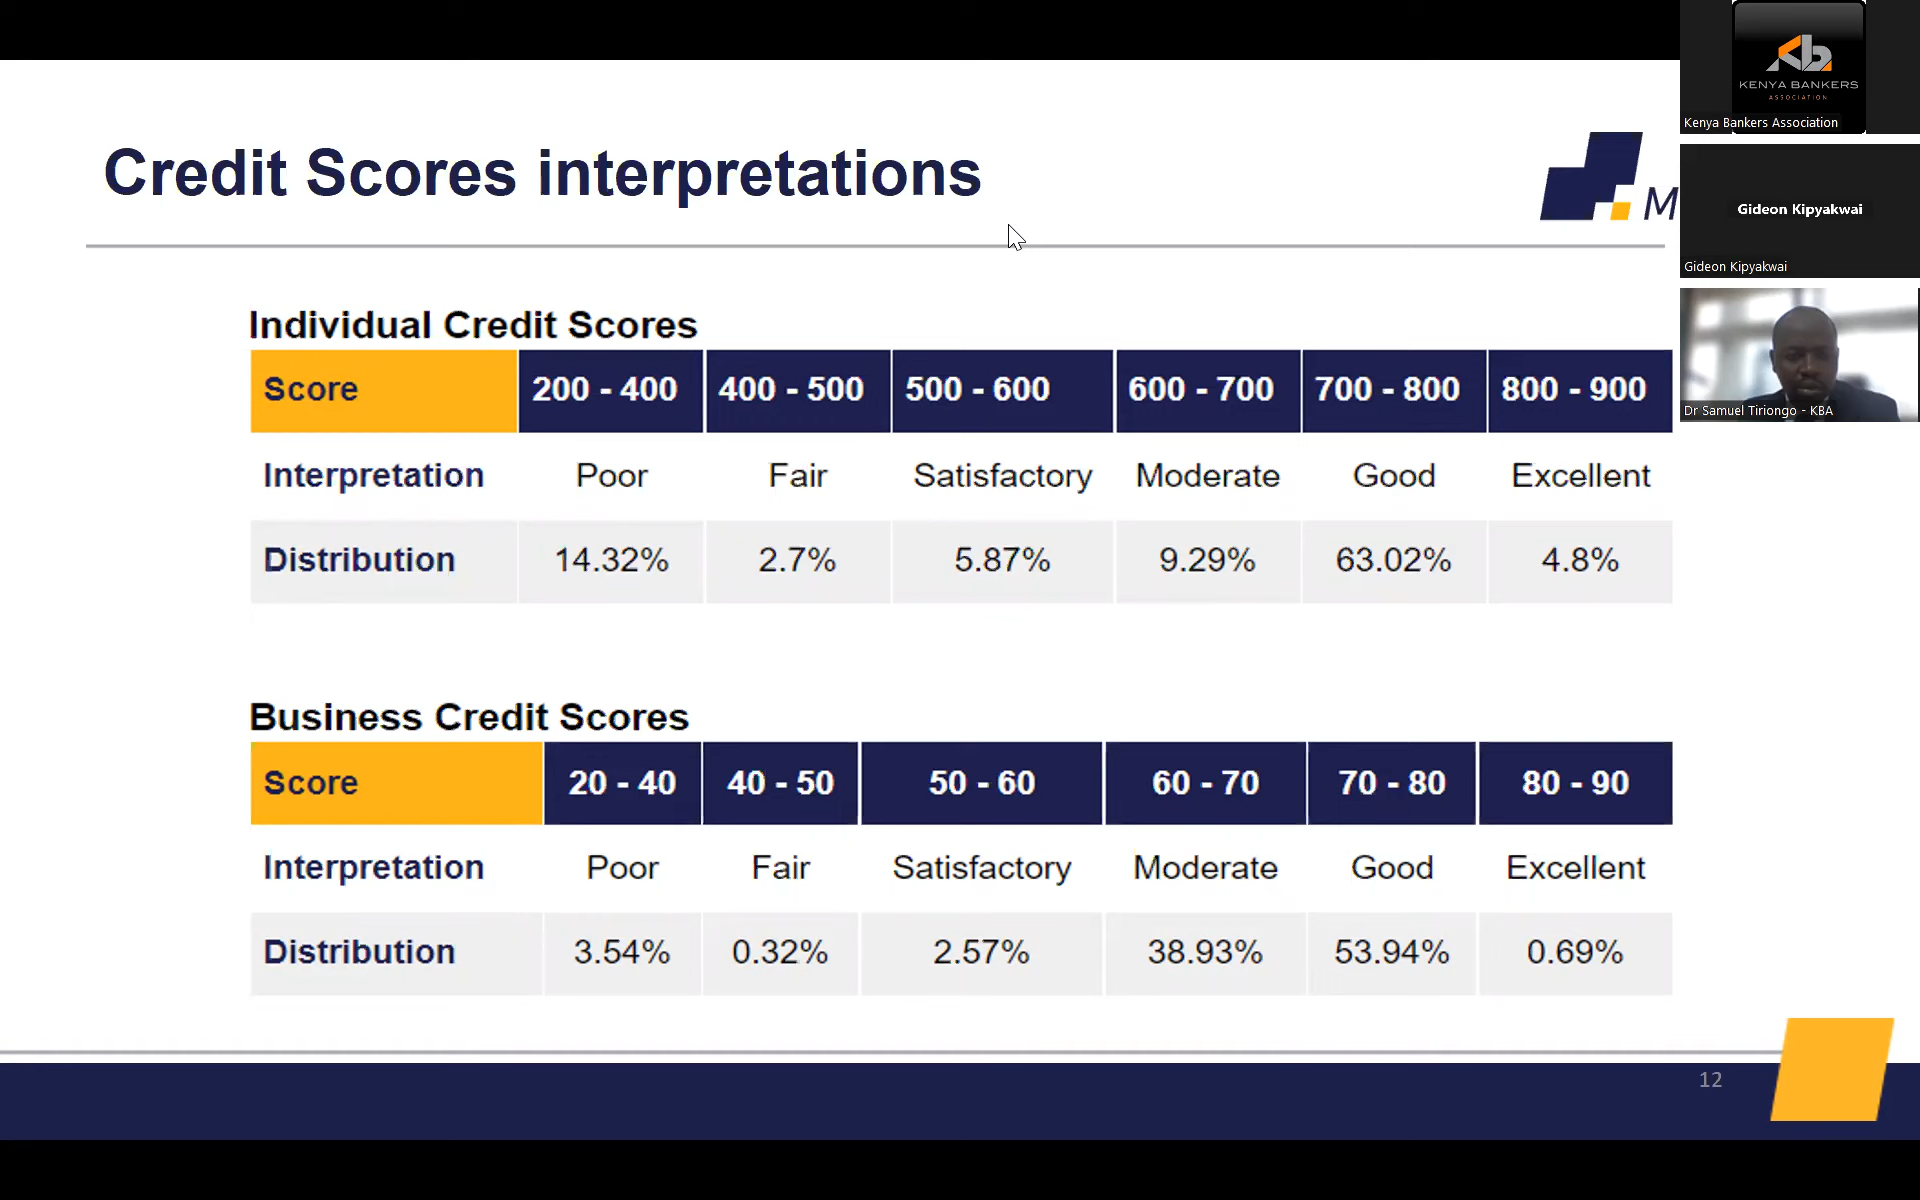 Credit Scores interpretations
M
Individual Credit Scores
Score 200 - 400 400 - 500 500 - 600 600 - 700 700 - 800 800 - 900
Interpretation Poor Fair Satisfactory Moderate Good Excellent
Distribution 14.32% 2.7% 5.87% 9.29% 63.02% 4.8%
Business Credit Scores
Score 20 - 40 40 - 50 50 - 60 60 - 70 70 - 80 80 - 90
Interpretation Poor Fair Satisfactory Moderate Good Excellent
Distribution 3.54% 0.32% 2.57% 38.93% 53.94% 0.69%
12
kb
KENYA BANKERS
ASSOCIATION
Kenya Bankers Association
Gideon Kipyakwai
Gideon Kipyakwai
Dr Samuel Tiriongo - KBA